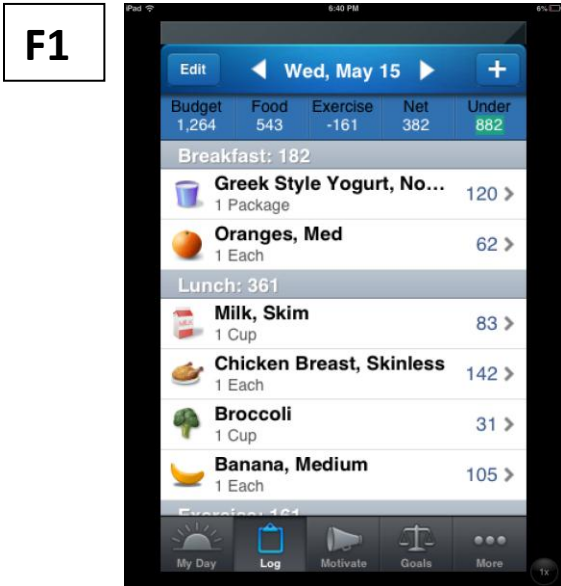 F1
iPad 6:40 PM 6%
Edit Wed, May 15 +
Budget Food Exercise Net Under
1,264 543 -161 382 882
Breakfast: 182
Greek Style Yogurt, No... 120
1 Package
Oranges, Med 62
1 Each
Lunch: 361
MILK
Milk, Skim 83
1 Cup
Chicken Breast, Skinless 142
1 Each
Broccoli 31
1 Cup
Banana, Medium 105
1 Each
Exercise: 161
My Day Log Motivate Goals More
1x